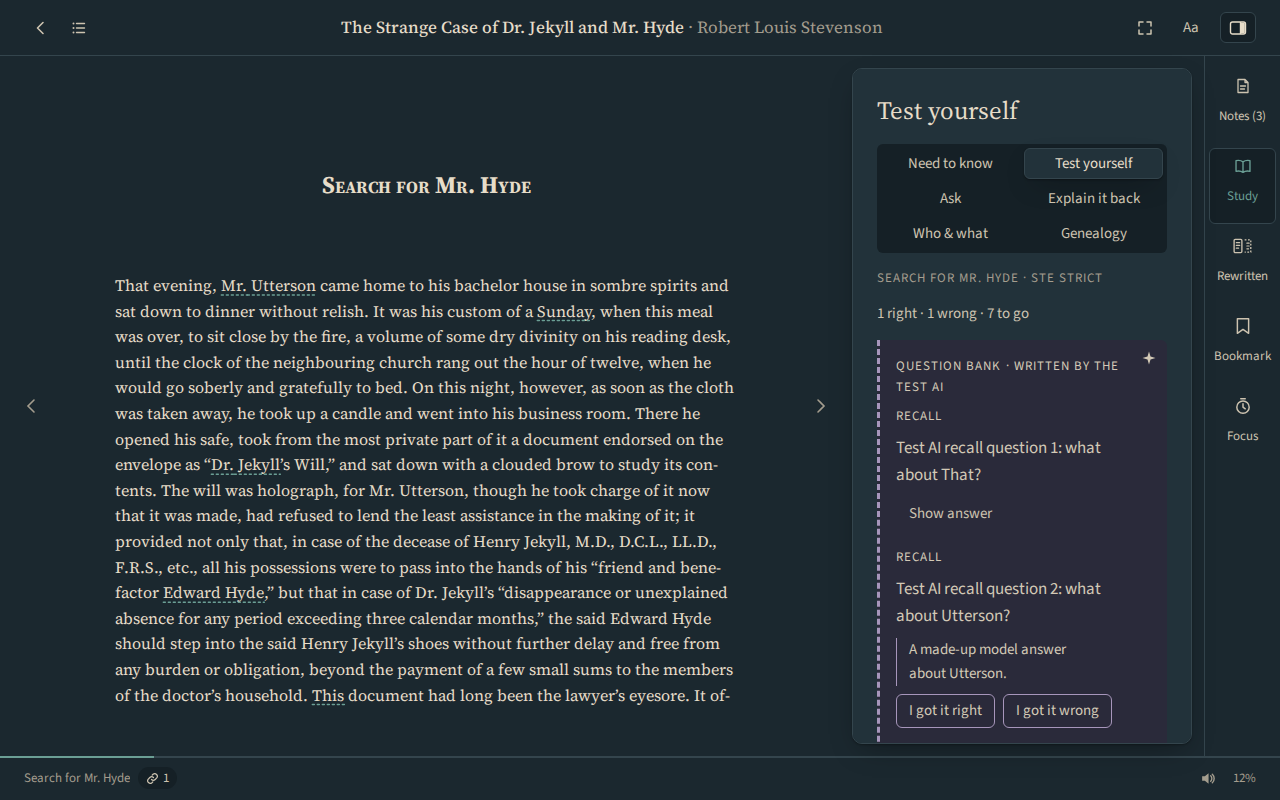 The Strange Case of Dr. Jekyll and Mr. Hyde · Robert Louis Stevenson
Aa
Search for Mr. Hyde
That evening, Mr. Utterson came home to his bachelor house in sombre spirits and
sat down to dinner without relish. It was his custom of a Sunday, when this meal
was over, to sit close by the fire, a volume of some dry divinity on his reading desk,
until the clock of the neighbouring church rang out the hour of twelve, when he
would go soberly and gratefully to bed. On this night, however, as soon as the cloth
was taken away, he took up a candle and went into his business room. There he
opened his safe, took from the most private part of it a document endorsed on the
envelope as “Dr. Jekyll’s Will,” and sat down with a clouded brow to study its con-
tents. The will was holograph, for Mr. Utterson, though he took charge of it now
that it was made, had refused to lend the least assistance in the making of it; it
provided not only that, in case of the decease of Henry Jekyll, M.D., D.C.L., LL.D.,
F.R.S., etc., all his possessions were to pass into the hands of his “friend and bene-
factor Edward Hyde,” but that in case of Dr. Jekyll’s “disappearance or unexplained
absence for any period exceeding three calendar months,” the said Edward Hyde
should step into the said Henry Jekyll’s shoes without further delay and free from
any burden or obligation, beyond the payment of a few small sums to the members
of the doctor’s household. This document had long been the lawyer’s eyesore. It of-
Test yourself
Need to know
Test yourself
Ask
Explain it back
Who & what
Genealogy
SEARCH FOR MR. HYDE · STE STRICT
1 right · 1 wrong · 7 to go
QUESTION BANK · WRITTEN BY THE
TEST AI
RECALL
Test AI recall question 1: what
about That?
Show answer
RECALL
Test AI recall question 2: what
about Utterson?
A made-up model answer
about Utterson.
I got it right
I got it wrong
Notes (3)
Study
Rewritten
Bookmark
Focus
Search for Mr. Hyde
1
12%